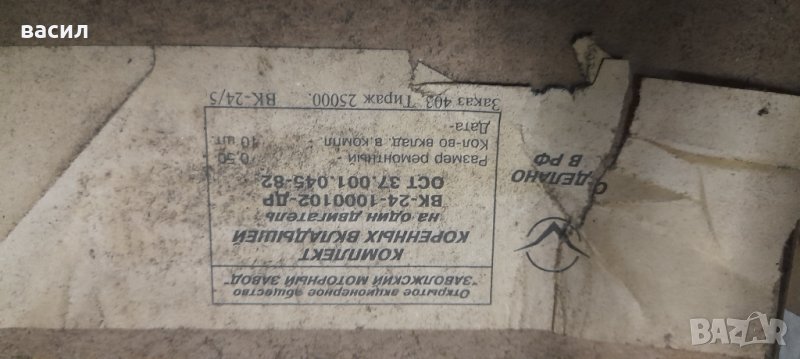 васил
Открытое акционерное общество
"ЗАВОЛЖСКИЙ МОТОРНЫЙ ЗАВОД"
КОМПЛЕКТ
КОРЕННЫХ ВКЛАДЫШЕЙ
на один двигатель
ВК-24-1000102-ДР
ОСТ 37.001.045-82
Размер ремонтный - 0,50
Кол-во вклад. в компл - 10 шт.
Дата-
СДЕЛАНО
В РФ
Заказ 403. Тираж 25000. ВК-24/5
BAZAR
.bg